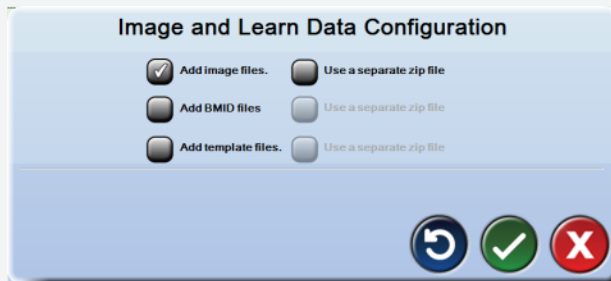 Image and Learn Data Configuration
Add image files. Use a separate zip file
Add BMID files Use a separate zip file
Add template files. Use a separate zip file